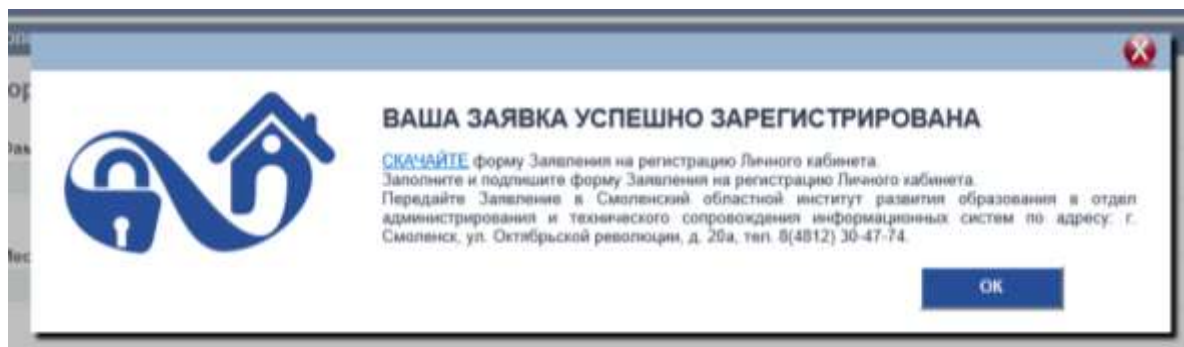 ВАША ЗАЯВКА УСПЕШНО ЗАРЕГИСТРИРОВАНА
СКАЧАЙТЕ форму Заявления на регистрацию Личного кабинета.
Заполните и подпишите форму Заявления на регистрацию Личного кабинета.
Передайте Заявление в Смоленский областной институт развития образования в отдел
администрирования и технического сопровождения информационных систем по адресу: г.
Смоленск, ул. Октябрьской революции, д. 20а, тел. 8(4812) 30-47-74.
ОК